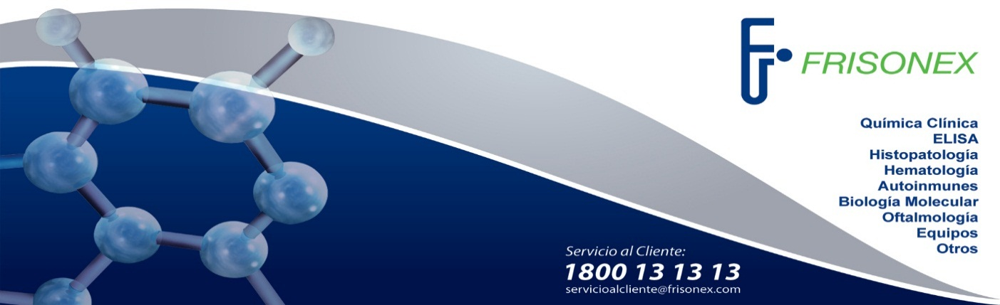 FRISONEX
Química Clínica
ELISA
Histopatología
Hematología
Autoinmunes
Biología Molecular
Oftalmología
Equipos
Otros
Servicio al Cliente:
1800 13 13 13
servicioalcliente@frisonex.com